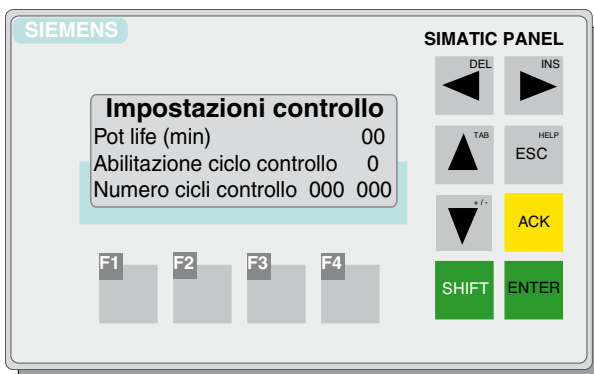 SIEMENS
SIMATIC PANEL
DEL
INS
Impostazioni controllo
Pot life (min) 00
Abilitazione ciclo controllo 0
Numero cicli controllo 000 000
TAB
HELP
ESC
+ / -
ACK
F1 F2 F3 F4
SHIFT
ENTER